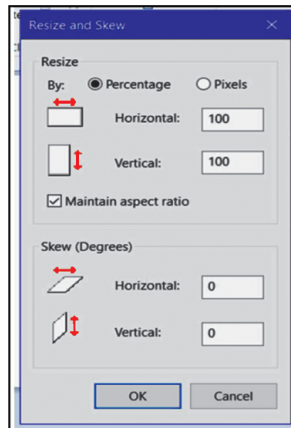 Resize and Skew
Resize
By: Percentage Pixels
Horizontal: 100
Vertical: 100
Maintain aspect ratio
Skew (Degrees)
Horizontal: 0
Vertical: 0
OK Cancel